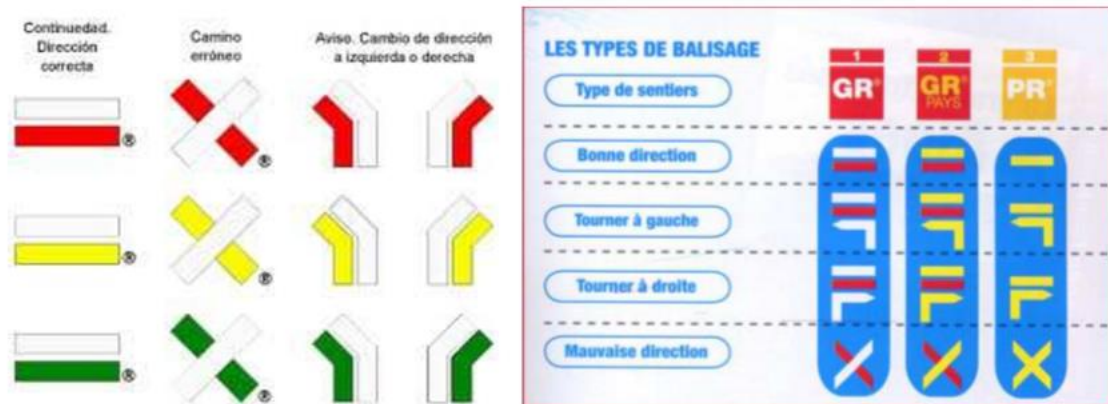 Continuedad.
Dirección
correcta
Camino
erróneo
Aviso. Cambio de dirección
a izquierda o derecha
®
®
®
®
®
®
LES TYPES DE BALISAGE
Type de sentiers
1
GR®
2
GR®
PAYS
3
PR®
Bonne direction
Tourner à gauche
Tourner à droite
Mauvaise direction